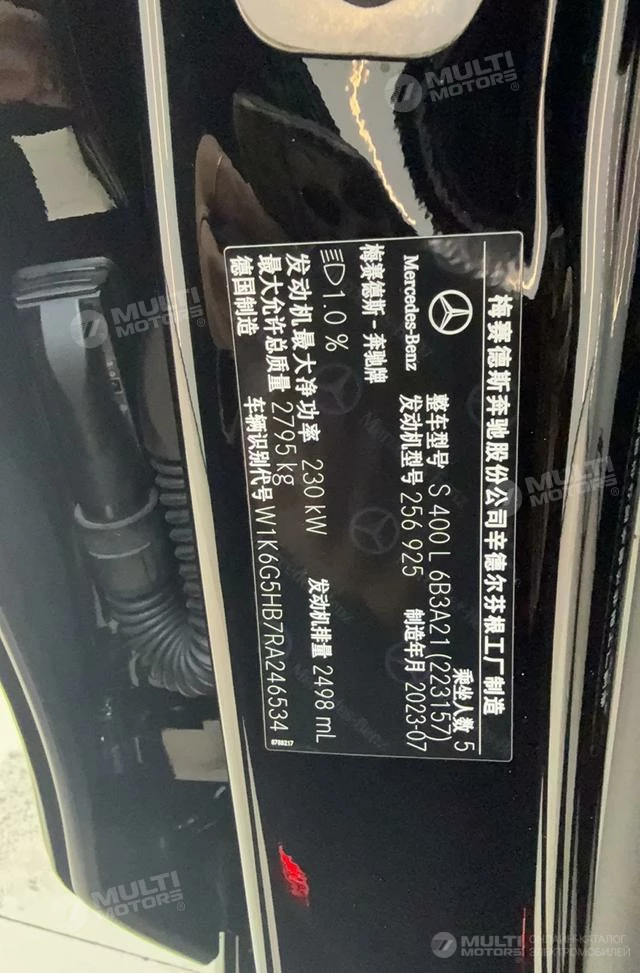 梅赛德斯奔驰股份公司辛德尔芬根工厂制造
Mercedes-Benz
整车型号 S 400 L 6B3A21(223157)
乘坐人数 5
梅赛德斯-奔驰牌
发动机型号 256 925
制造年月 2023-07
1.0 %
发动机最大净功率 230 kW
发动机排量 2498 mL
最大允许总质量 2795 kg
德国制造
车辆识别代号 W1K6G5HB7RA246534
MULTI
MOTORS®
MULTI
MOTORS®
MULTI
MOTORS®
MULTI
MOTORS®
MULTI
MOTORS
ОНЛАЙН-КАТАЛОГ
ЭЛЕКТРОМОБИЛЕЙ